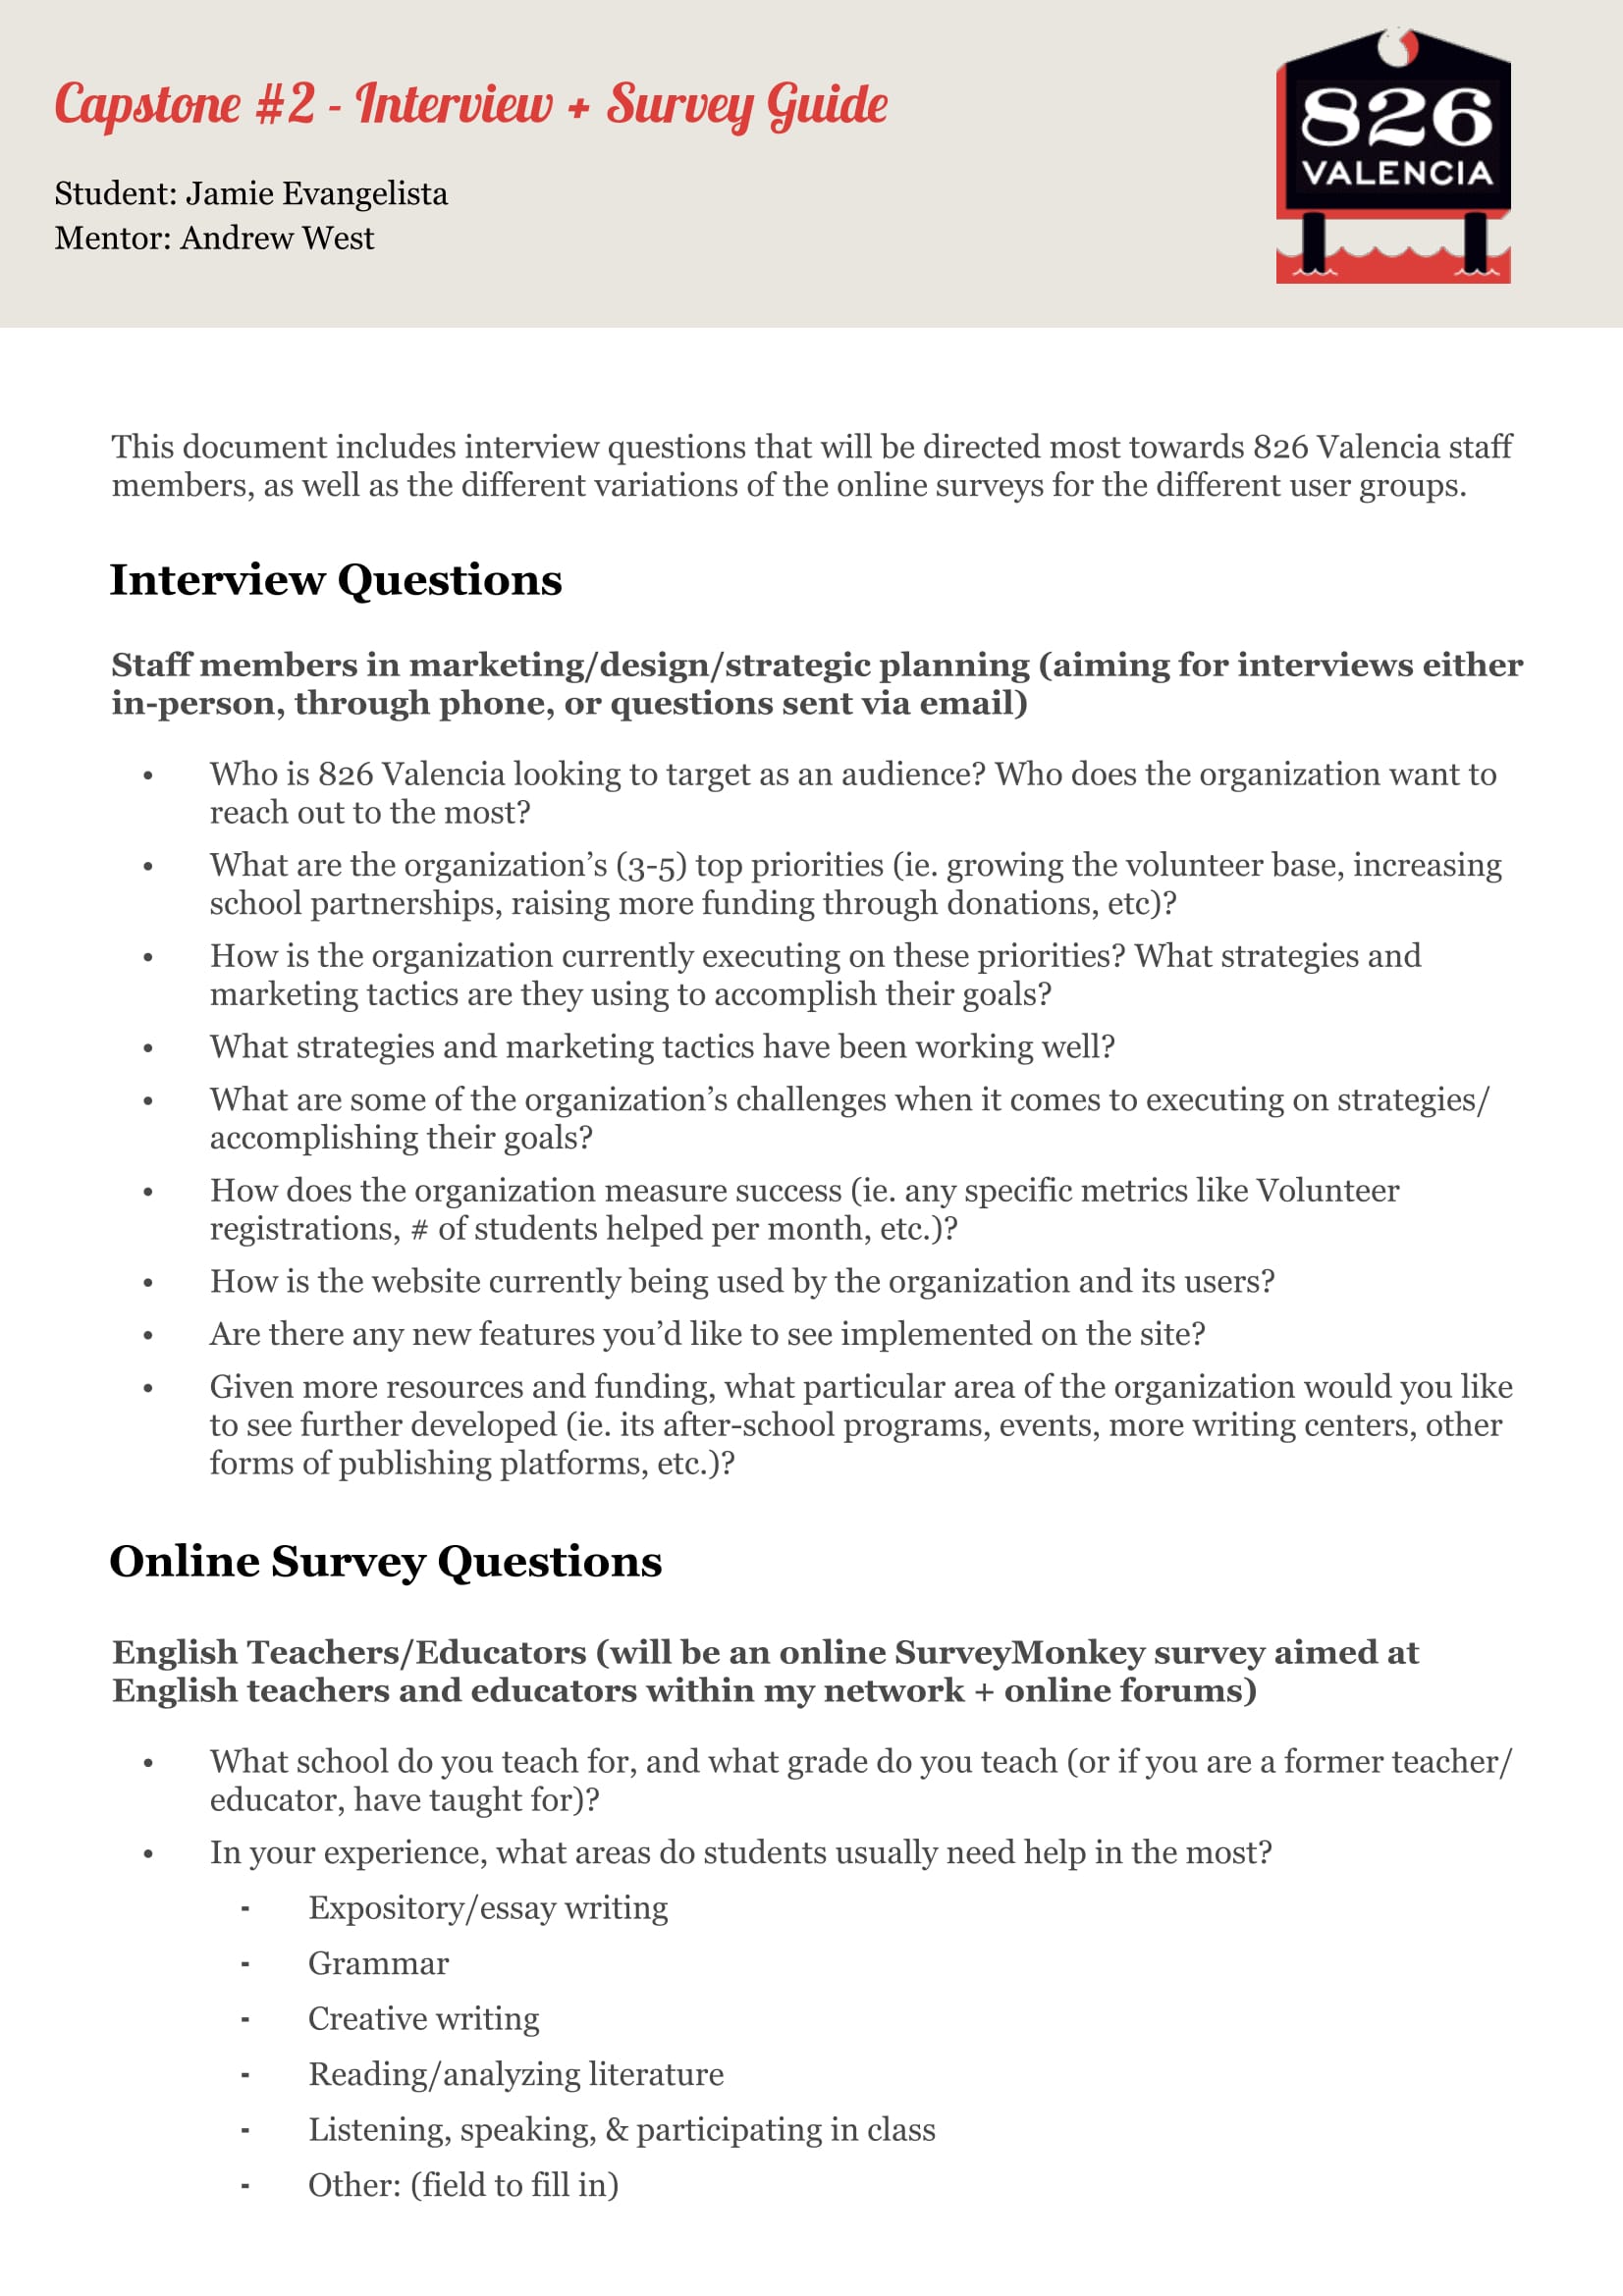 Capstone #2 - Interview + Survey Guide
826
VALENCIA
Student: Jamie Evangelista
Mentor: Andrew West
This document includes interview questions that will be directed most towards 826 Valencia staff
members, as well as the different variations of the online surveys for the different user groups.
Interview Questions
Staff members in marketing/design/strategic planning (aiming for interviews either
in-person, through phone, or questions sent via email)
• Who is 826 Valencia looking to target as an audience? Who does the organization want to
reach out to the most?
• What are the organization’s (3-5) top priorities (ie. growing the volunteer base, increasing
school partnerships, raising more funding through donations, etc)?
• How is the organization currently executing on these priorities? What strategies and
marketing tactics are they using to accomplish their goals?
• What strategies and marketing tactics have been working well?
• What are some of the organization’s challenges when it comes to executing on strategies/
accomplishing their goals?
• How does the organization measure success (ie. any specific metrics like Volunteer
registrations, # of students helped per month, etc.)?
• How is the website currently being used by the organization and its users?
• Are there any new features you’d like to see implemented on the site?
• Given more resources and funding, what particular area of the organization would you like
to see further developed (ie. its after-school programs, events, more writing centers, other
forms of publishing platforms, etc.)?
Online Survey Questions
English Teachers/Educators (will be an online SurveyMonkey survey aimed at
English teachers and educators within my network + online forums)
• What school do you teach for, and what grade do you teach (or if you are a former teacher/
educator, have taught for)?
• In your experience, what areas do students usually need help in the most?
- Expository/essay writing
- Grammar
- Creative writing
- Reading/analyzing literature
- Listening, speaking, & participating in class
- Other: (field to fill in)